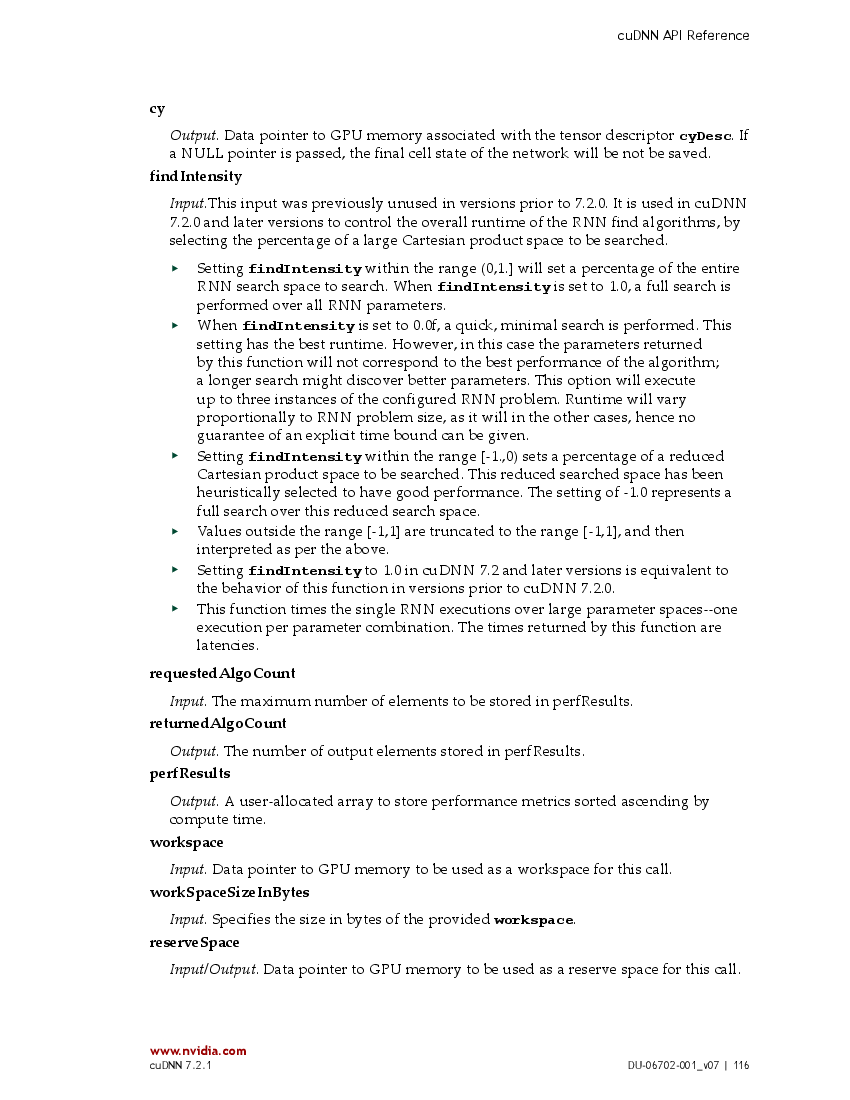 cuDNN API Reference
cy
Output. Data pointer to GPU memory associated with the tensor descriptor cyDesc. If
a NULL pointer is passed, the final cell state of the network will be not be saved.
findIntensity
Input.This input was previously unused in versions prior to 7.2.0. It is used in cuDNN
7.2.0 and later versions to control the overall runtime of the RNN find algorithms, by
selecting the percentage of a large Cartesian product space to be searched.
▸ Setting findIntensity within the range (0,1.] will set a percentage of the entire
RNN search space to search. When findIntensity is set to 1.0, a full search is
performed over all RNN parameters.
▸ When findIntensity is set to 0.0f, a quick, minimal search is performed. This
setting has the best runtime. However, in this case the parameters returned
by this function will not correspond to the best performance of the algorithm;
a longer search might discover better parameters. This option will execute
up to three instances of the configured RNN problem. Runtime will vary
proportionally to RNN problem size, as it will in the other cases, hence no
guarantee of an explicit time bound can be given.
▸ Setting findIntensity within the range [-1.,0) sets a percentage of a reduced
Cartesian product space to be searched. This reduced searched space has been
heuristically selected to have good performance. The setting of -1.0 represents a
full search over this reduced search space.
▸ Values outside the range [-1,1] are truncated to the range [-1,1], and then
interpreted as per the above.
▸ Setting findIntensity to 1.0 in cuDNN 7.2 and later versions is equivalent to
the behavior of this function in versions prior to cuDNN 7.2.0.
▸ This function times the single RNN executions over large parameter spaces--one
execution per parameter combination. The times returned by this function are
latencies.
requestedAlgoCount
Input. The maximum number of elements to be stored in perfResults.
returnedAlgoCount
Output. The number of output elements stored in perfResults.
perfResults
Output. A user-allocated array to store performance metrics sorted ascending by
compute time.
workspace
Input. Data pointer to GPU memory to be used as a workspace for this call.
workSpaceSizeInBytes
Input. Specifies the size in bytes of the provided workspace.
reserveSpace
Input/Output. Data pointer to GPU memory to be used as a reserve space for this call.
www.nvidia.com
cuDNN 7.2.1
DU-06702-001_v07 | 116